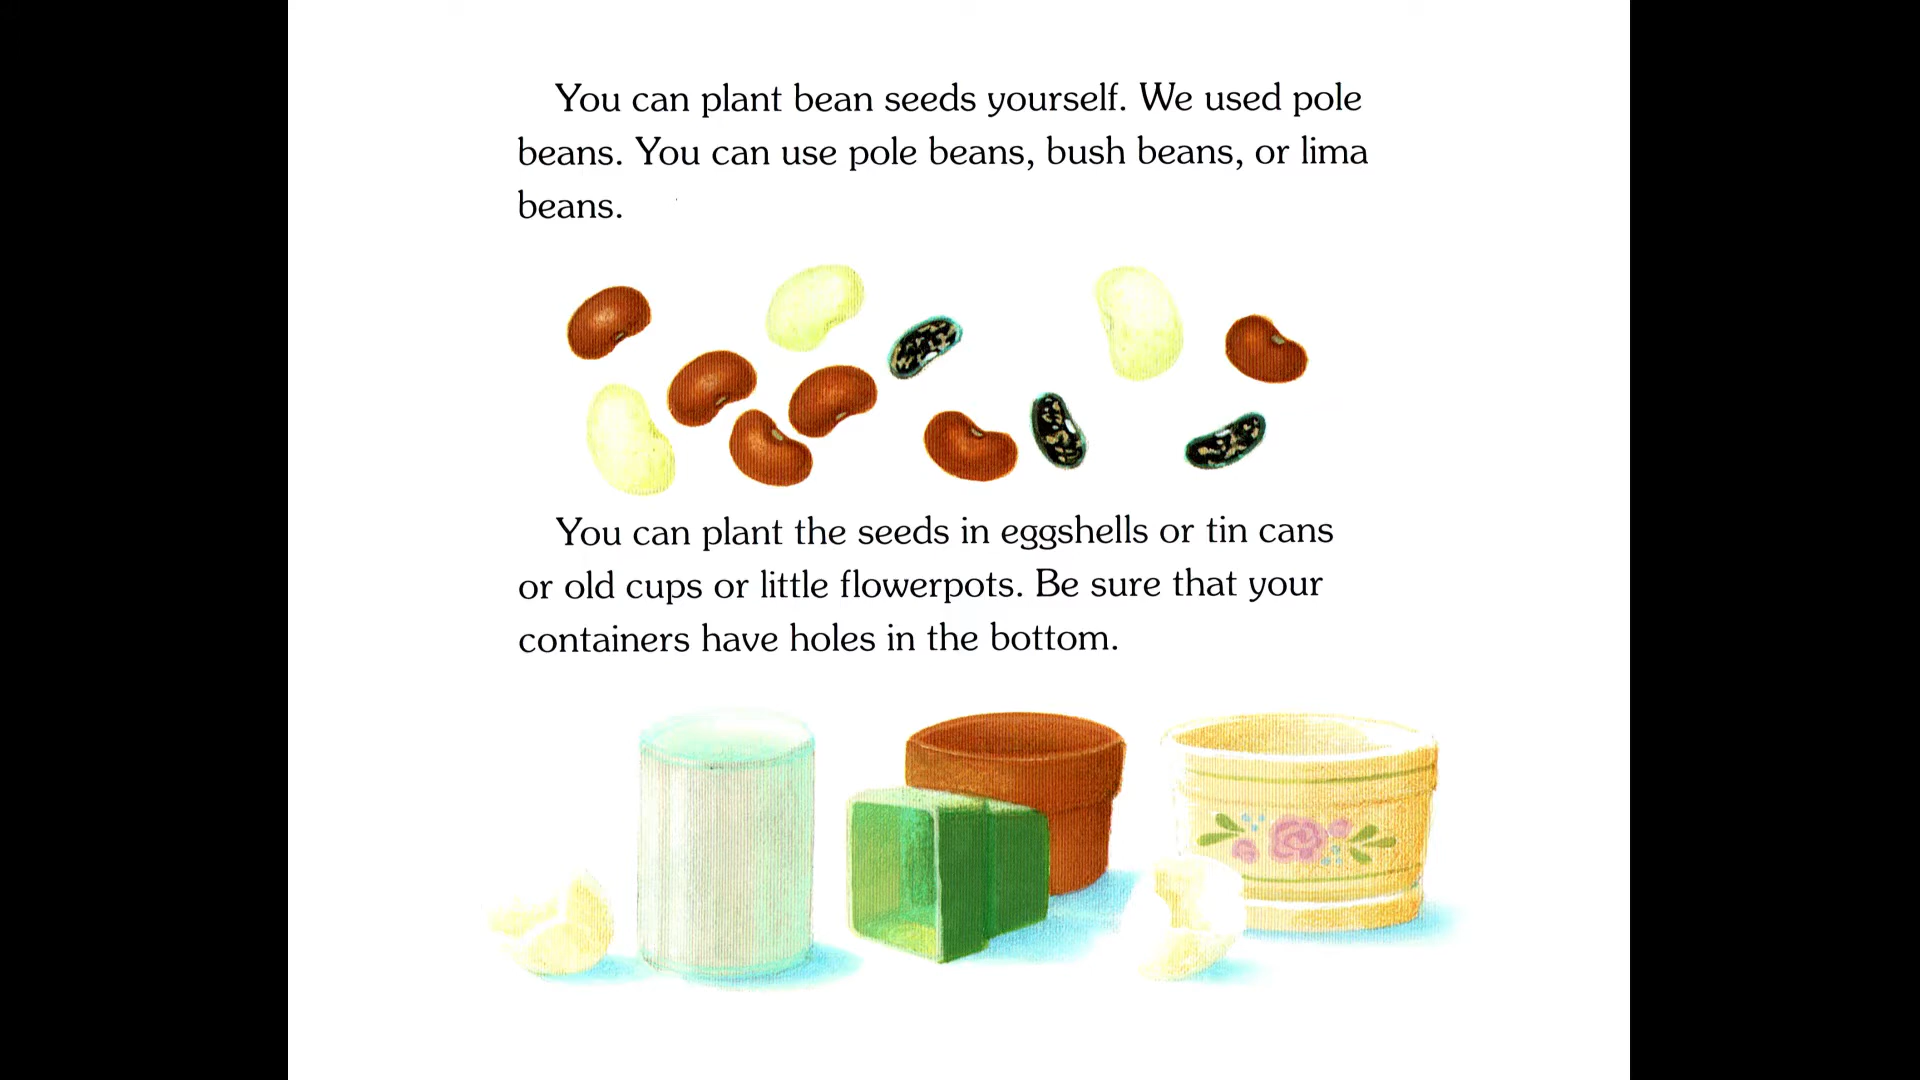 You can plant bean seeds yourself. We used pole
beans. You can use pole beans, bush beans, or lima
beans.
You can plant the seeds in eggshells or tin cans
or old cups or little flowerpots. Be sure that your
containers have holes in the bottom.